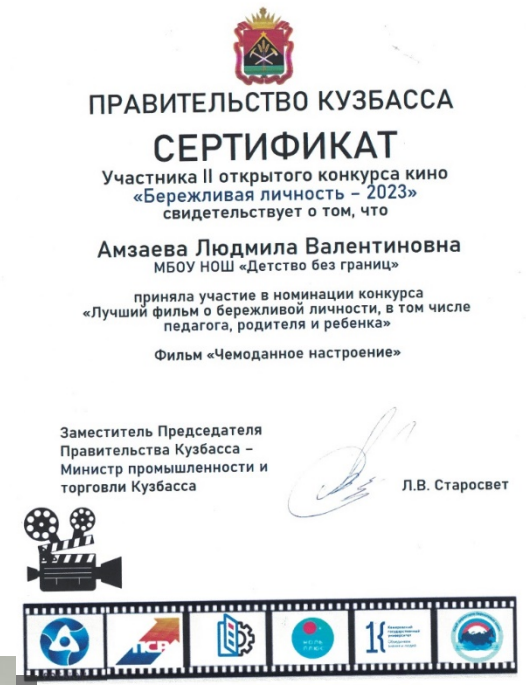 ПРАВИТЕЛЬСТВО КУЗБАССА
СЕРТИФИКАТ
Участника II открытого конкурса кино
«Бережливая личность – 2023»
свидетельствует о том, что
Амзаева Людмила Валентиновна
МБОУ НОШ «Детство без границ»
приняла участие в номинации конкурса
«Лучший фильм о бережливой личности, в том числе
педагога, родителя и ребенка»
Фильм «Чемоданное настроение»
Заместитель Председателя
Правительства Кузбасса –
Министр промышленности и
торговли Кузбасса
Л.В. Старосвет
ПСР